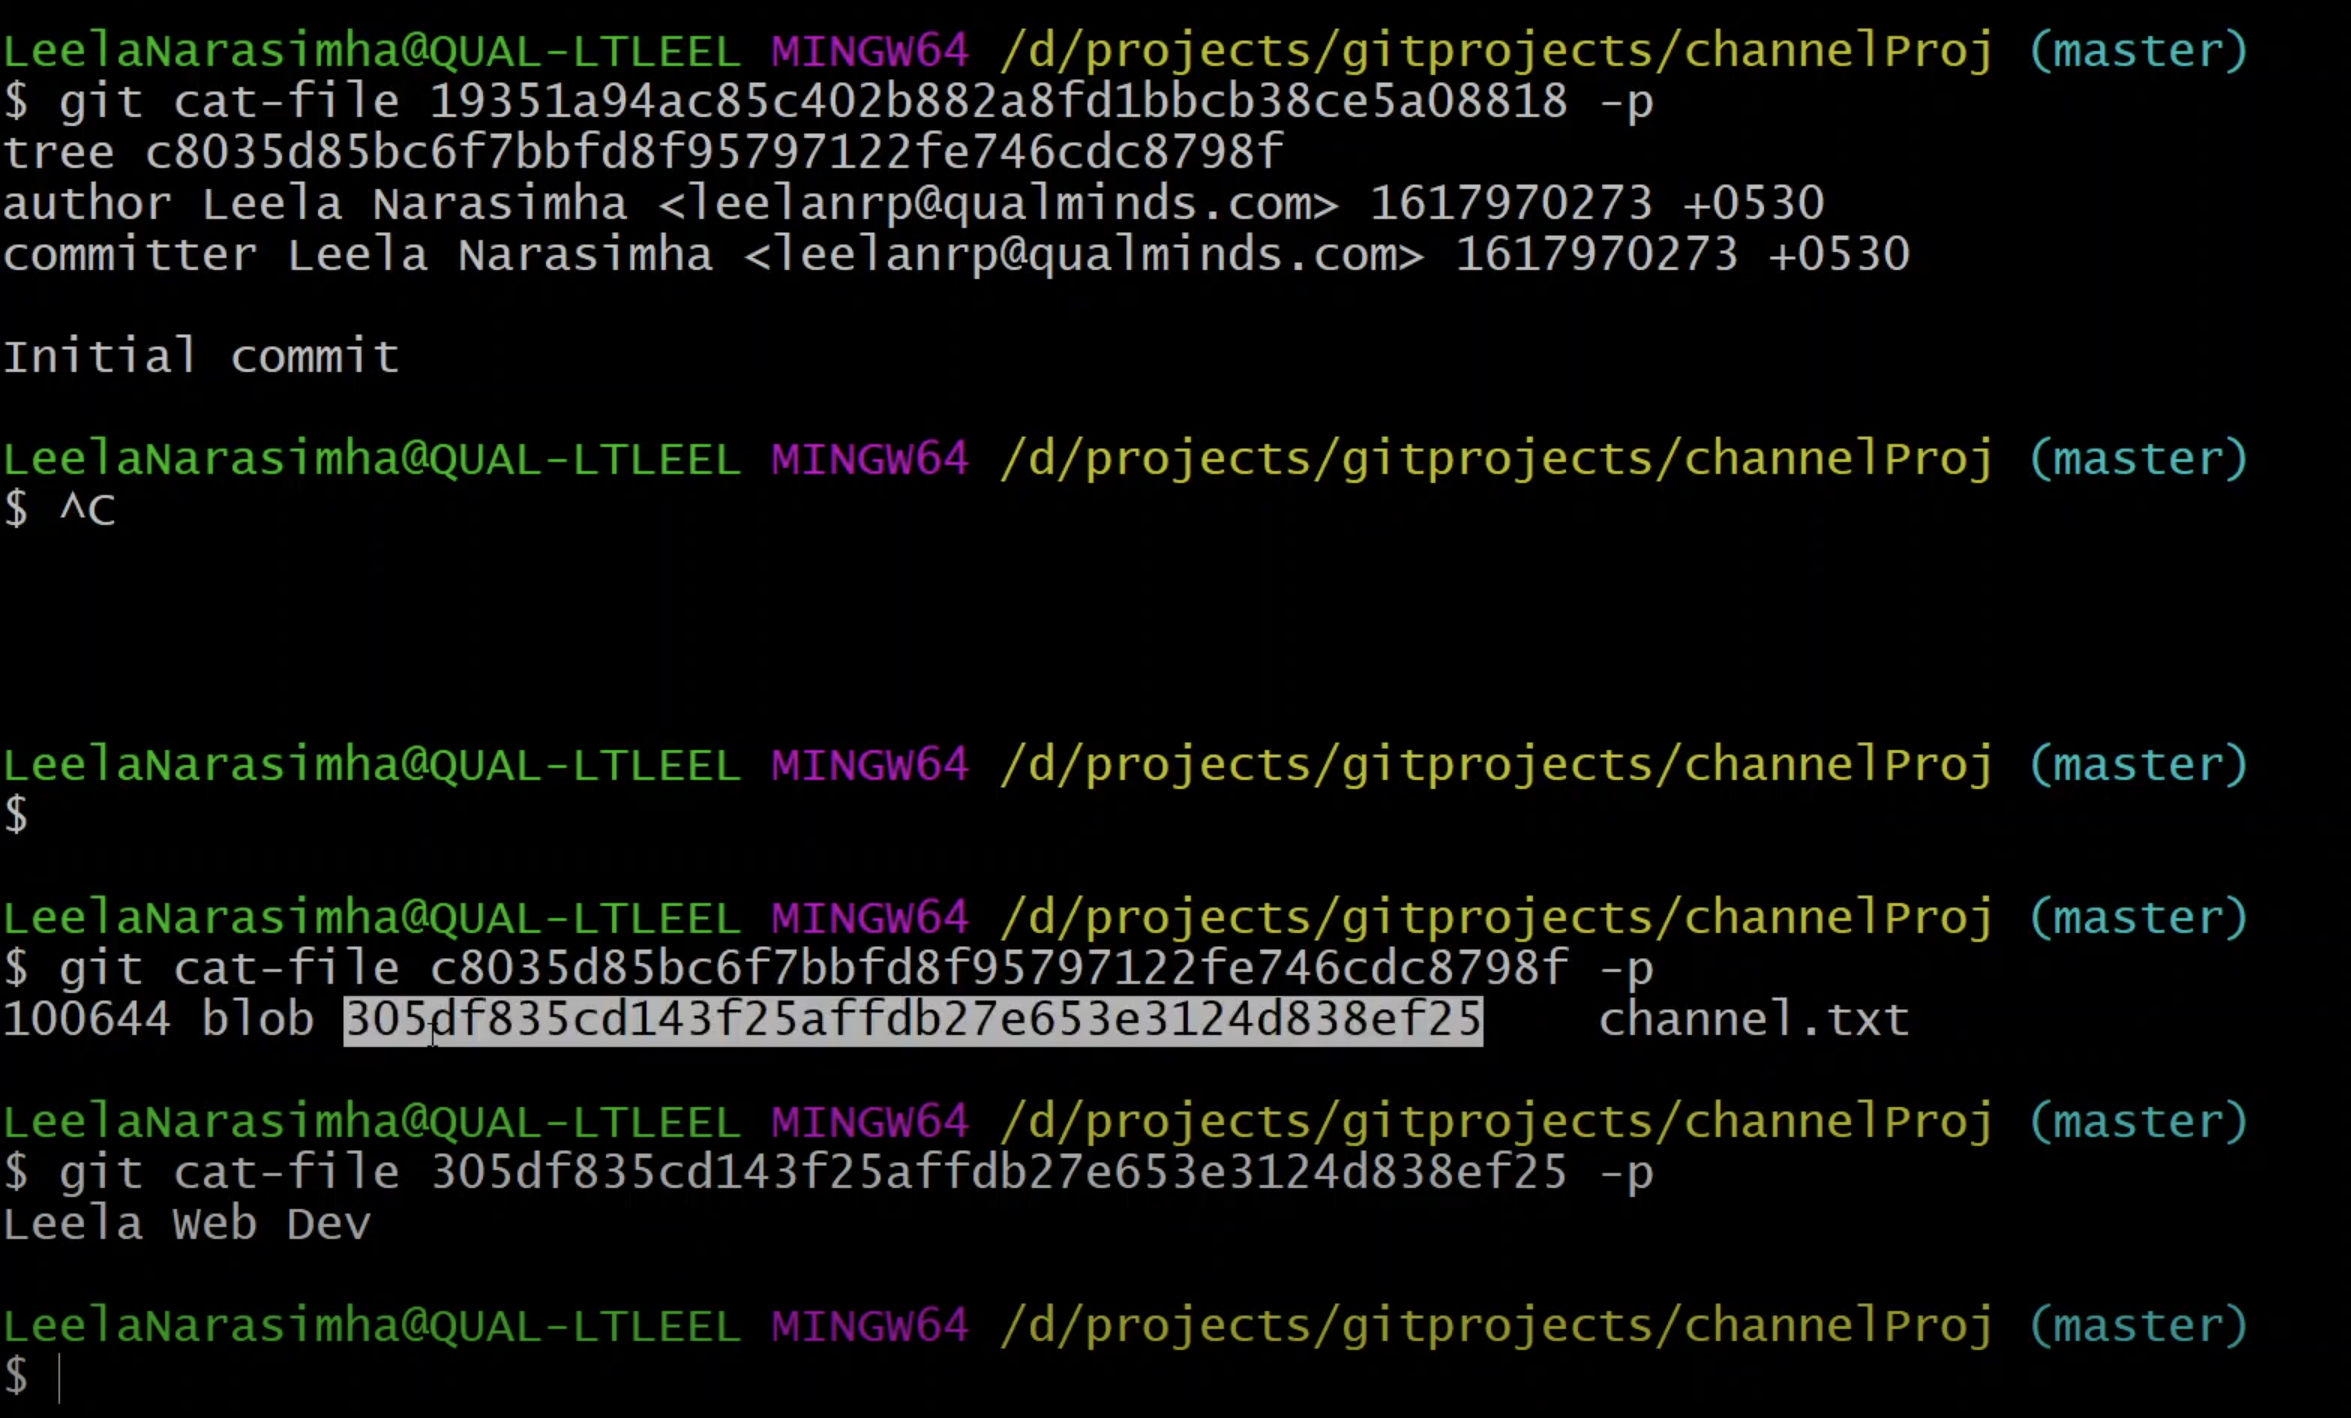 LeelaNarasimha@QUAL-LTLEEL MINGW64 /d/projects/gitprojects/channelProj (master)
$ git cat-file 19351a94ac85c402b882a8fd1bbcb38ce5a08818 -p
tree c8035d85bc6f7bbfd8f95797122fe746cdc8798f
author Leela Narasimha <leelanrp@qualminds.com> 1617970273 +0530
committer Leela Narasimha <leelanrp@qualminds.com> 1617970273 +0530
Initial commit
LeelaNarasimha@QUAL-LTLEEL MINGW64 /d/projects/gitprojects/channelProj (master)
$ ^C
LeelaNarasimha@QUAL-LTLEEL MINGW64 /d/projects/gitprojects/channelProj (master)
$
LeelaNarasimha@QUAL-LTLEEL MINGW64 /d/projects/gitprojects/channelProj (master)
$ git cat-file c8035d85bc6f7bbfd8f95797122fe746cdc8798f -p
100644 blob 305df835cd143f25affdb27e653e3124d838ef25    channel.txt
LeelaNarasimha@QUAL-LTLEEL MINGW64 /d/projects/gitprojects/channelProj (master)
$ git cat-file 305df835cd143f25affdb27e653e3124d838ef25 -p
Leela Web Dev
LeelaNarasimha@QUAL-LTLEEL MINGW64 /d/projects/gitprojects/channelProj (master)
$